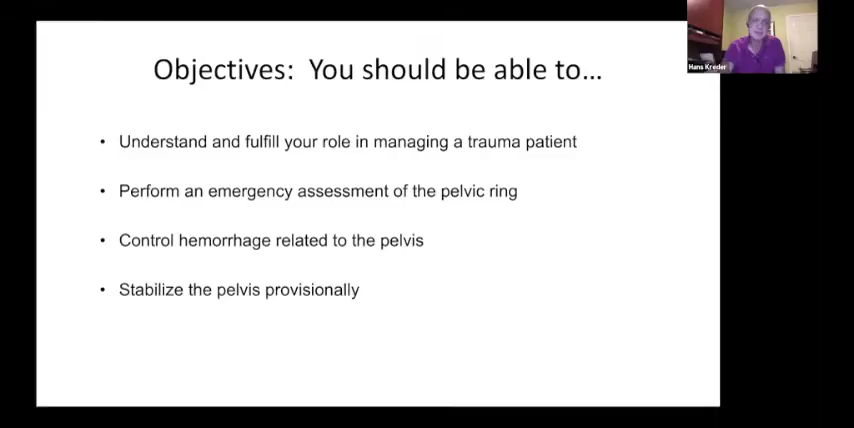 Objectives:  You should be able to...
• Understand and fulfill your role in managing a trauma patient
• Perform an emergency assessment of the pelvic ring
• Control hemorrhage related to the pelvis
• Stabilize the pelvis provisionally
Hans Kreder